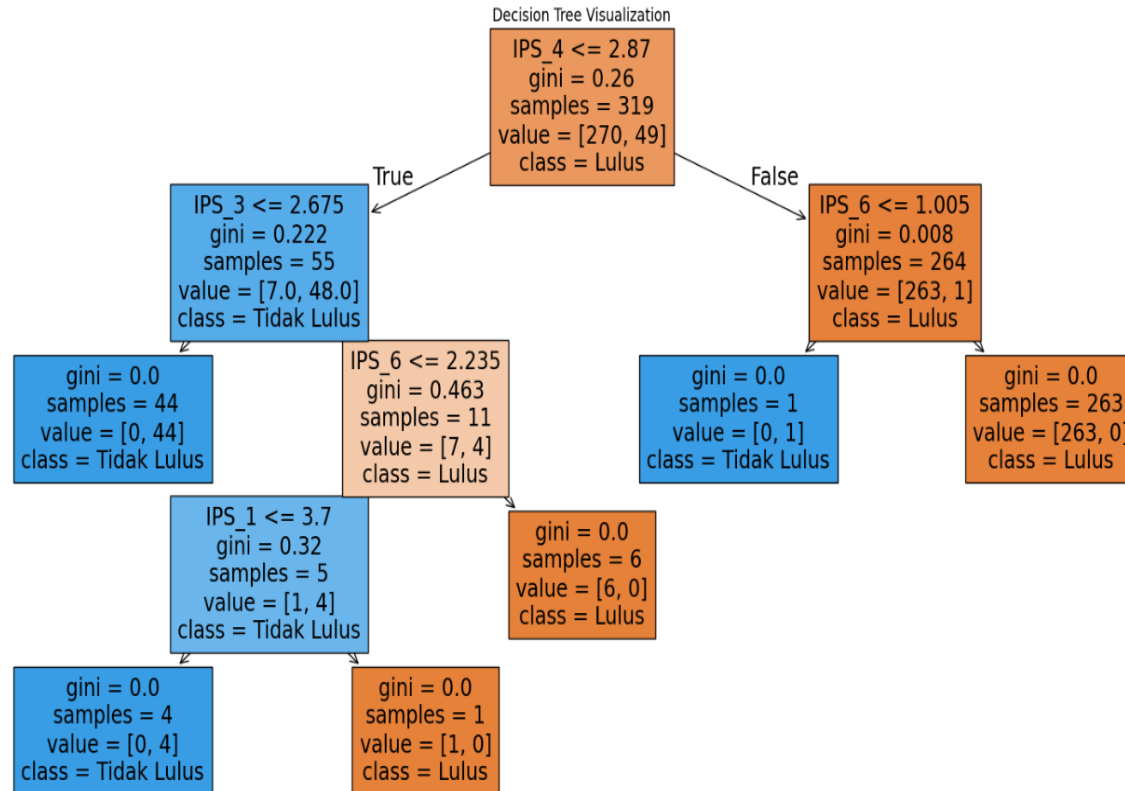 Decision Tree Visualization
IPS_4 <= 2.87
gini = 0.26
samples = 319
value = [270, 49]
class = Lulus
True
False
IPS_3 <= 2.675
gini = 0.222
samples = 55
value = [7.0, 48.0]
class = Tidak Lulus
IPS_6 <= 1.005
gini = 0.008
samples = 264
value = [263, 1]
class = Lulus
gini = 0.0
samples = 44
value = [0, 44]
class = Tidak Lulus
IPS_6 <= 2.235
gini = 0.463
samples = 11
value = [7, 4]
class = Lulus
gini = 0.0
samples = 1
value = [0, 1]
class = Tidak Lulus
gini = 0.0
samples = 263
value = [263, 0]
class = Lulus
IPS_1 <= 3.7
gini = 0.32
samples = 5
value = [1, 4]
class = Tidak Lulus
gini = 0.0
samples = 6
value = [6, 0]
class = Lulus
gini = 0.0
samples = 4
value = [0, 4]
class = Tidak Lulus
gini = 0.0
samples = 1
value = [1, 0]
class = Lulus